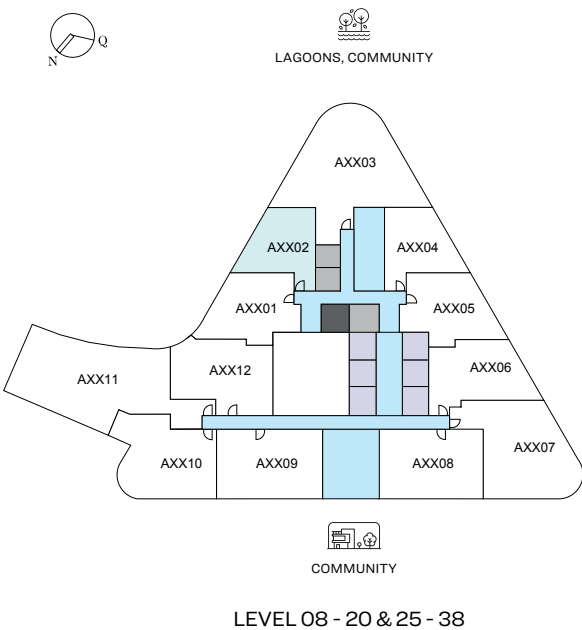 N
Q
LAGOONS, COMMUNITY
AXX03
AXX02
AXX04
AXX01
AXX05
AXX12
AXX06
AXX11
AXX07
AXX10
AXX09
AXX08
COMMUNITY
LEVEL 08 - 20 & 25 - 38